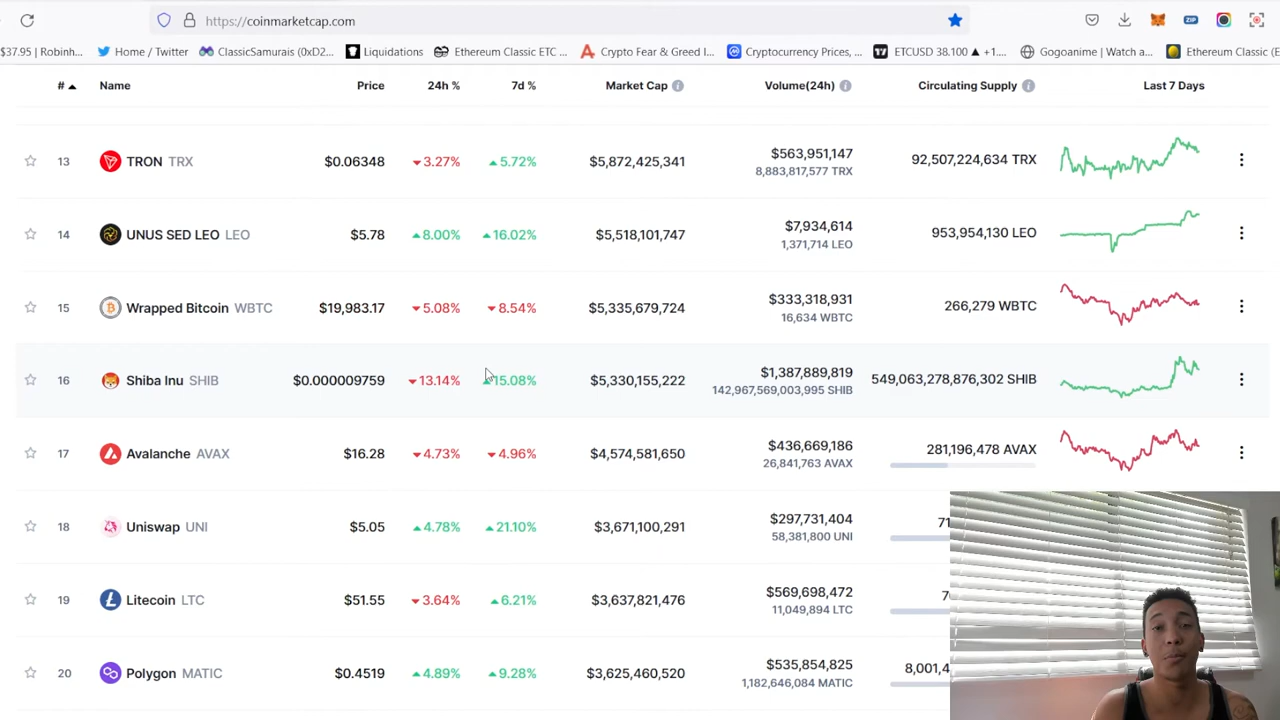 https://coinmarketcap.com
ZIP
$37.95 | Robinh... Home / Twitter ClassicSamurais (0xD2... Liquidations Ethereum Classic ETC ... Crypto Fear & Greed I... Cryptocurrency Prices, ... ETCUSD 38.100 ▲ +1.... Gogoanime | Watch a... Ethereum Classic (E
# Name Price 24h % 7d % Market Cap Volume(24h) Circulating Supply Last 7 Days
13 TRON TRX $0.06348 3.27% 5.72% $5,872,425,341 $563,951,147 92,507,224,634 TRX
8,883,817,577 TRX
14 UNUS SED LEO LEO $5.78 8.00% 16.02% $5,518,101,747 $7,934,614 953,954,130 LEO
1,371,714 LEO
15 Wrapped Bitcoin WBTC $19,983.17 5.08% 8.54% $5,335,679,724 $333,318,931 266,279 WBTC
16,634 WBTC
16 Shiba Inu SHIB $0.000009759 13.14% 15.08% $5,330,155,222 $1,387,889,819 549,063,278,876,302 SHIB
142,967,569,003,995 SHIB
17 Avalanche AVAX $16.28 4.73% 4.96% $4,574,581,650 $436,669,186 281,196,478 AVAX
26,841,763 AVAX
18 Uniswap UNI $5.05 4.78% 21.10% $3,671,100,291 $297,731,404 71
58,381,800 UNI
19 Litecoin LTC $51.55 3.64% 6.21% $3,637,821,476 $569,698,472
11,049,894 LTC
20 Polygon MATIC $0.4519 4.89% 9.28% $3,625,460,520 $535,854,825 8,001,4
1,182,646,084 MATIC